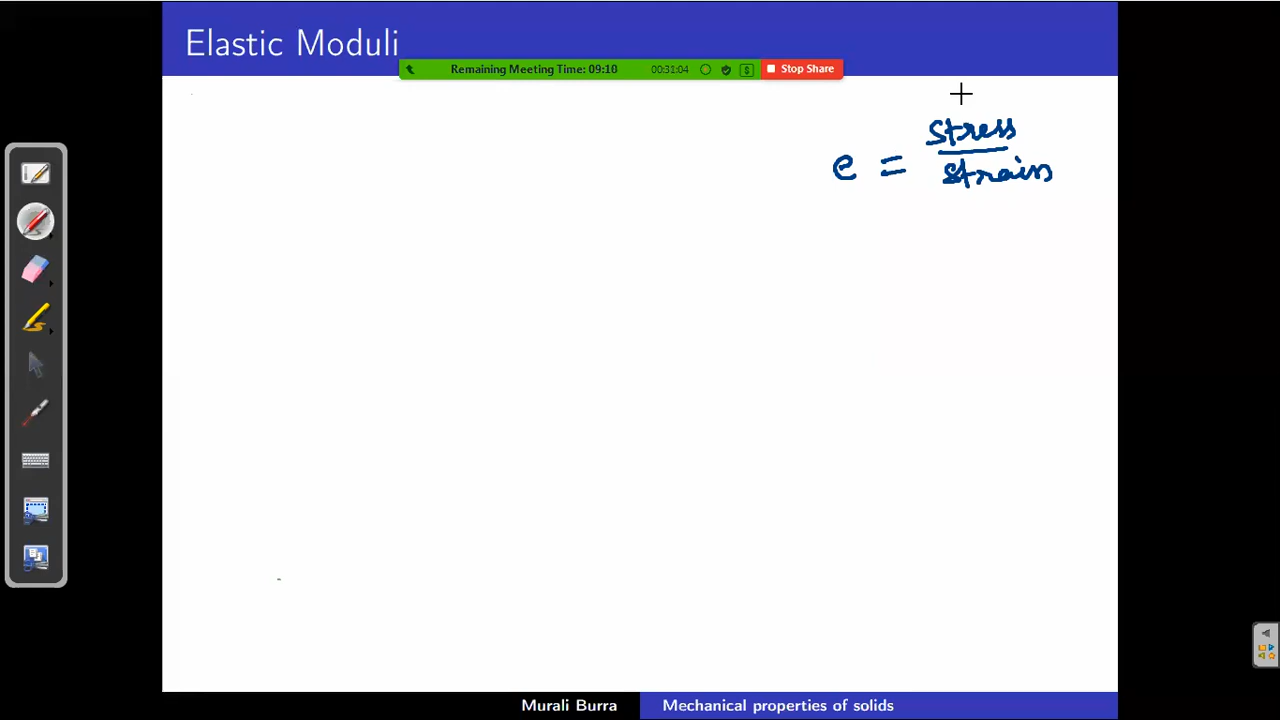 Elastic Moduli
Remaining Meeting Time: 09:10 00:31:04 Stop Share
e = stress
strain
Murali Burra Mechanical properties of solids